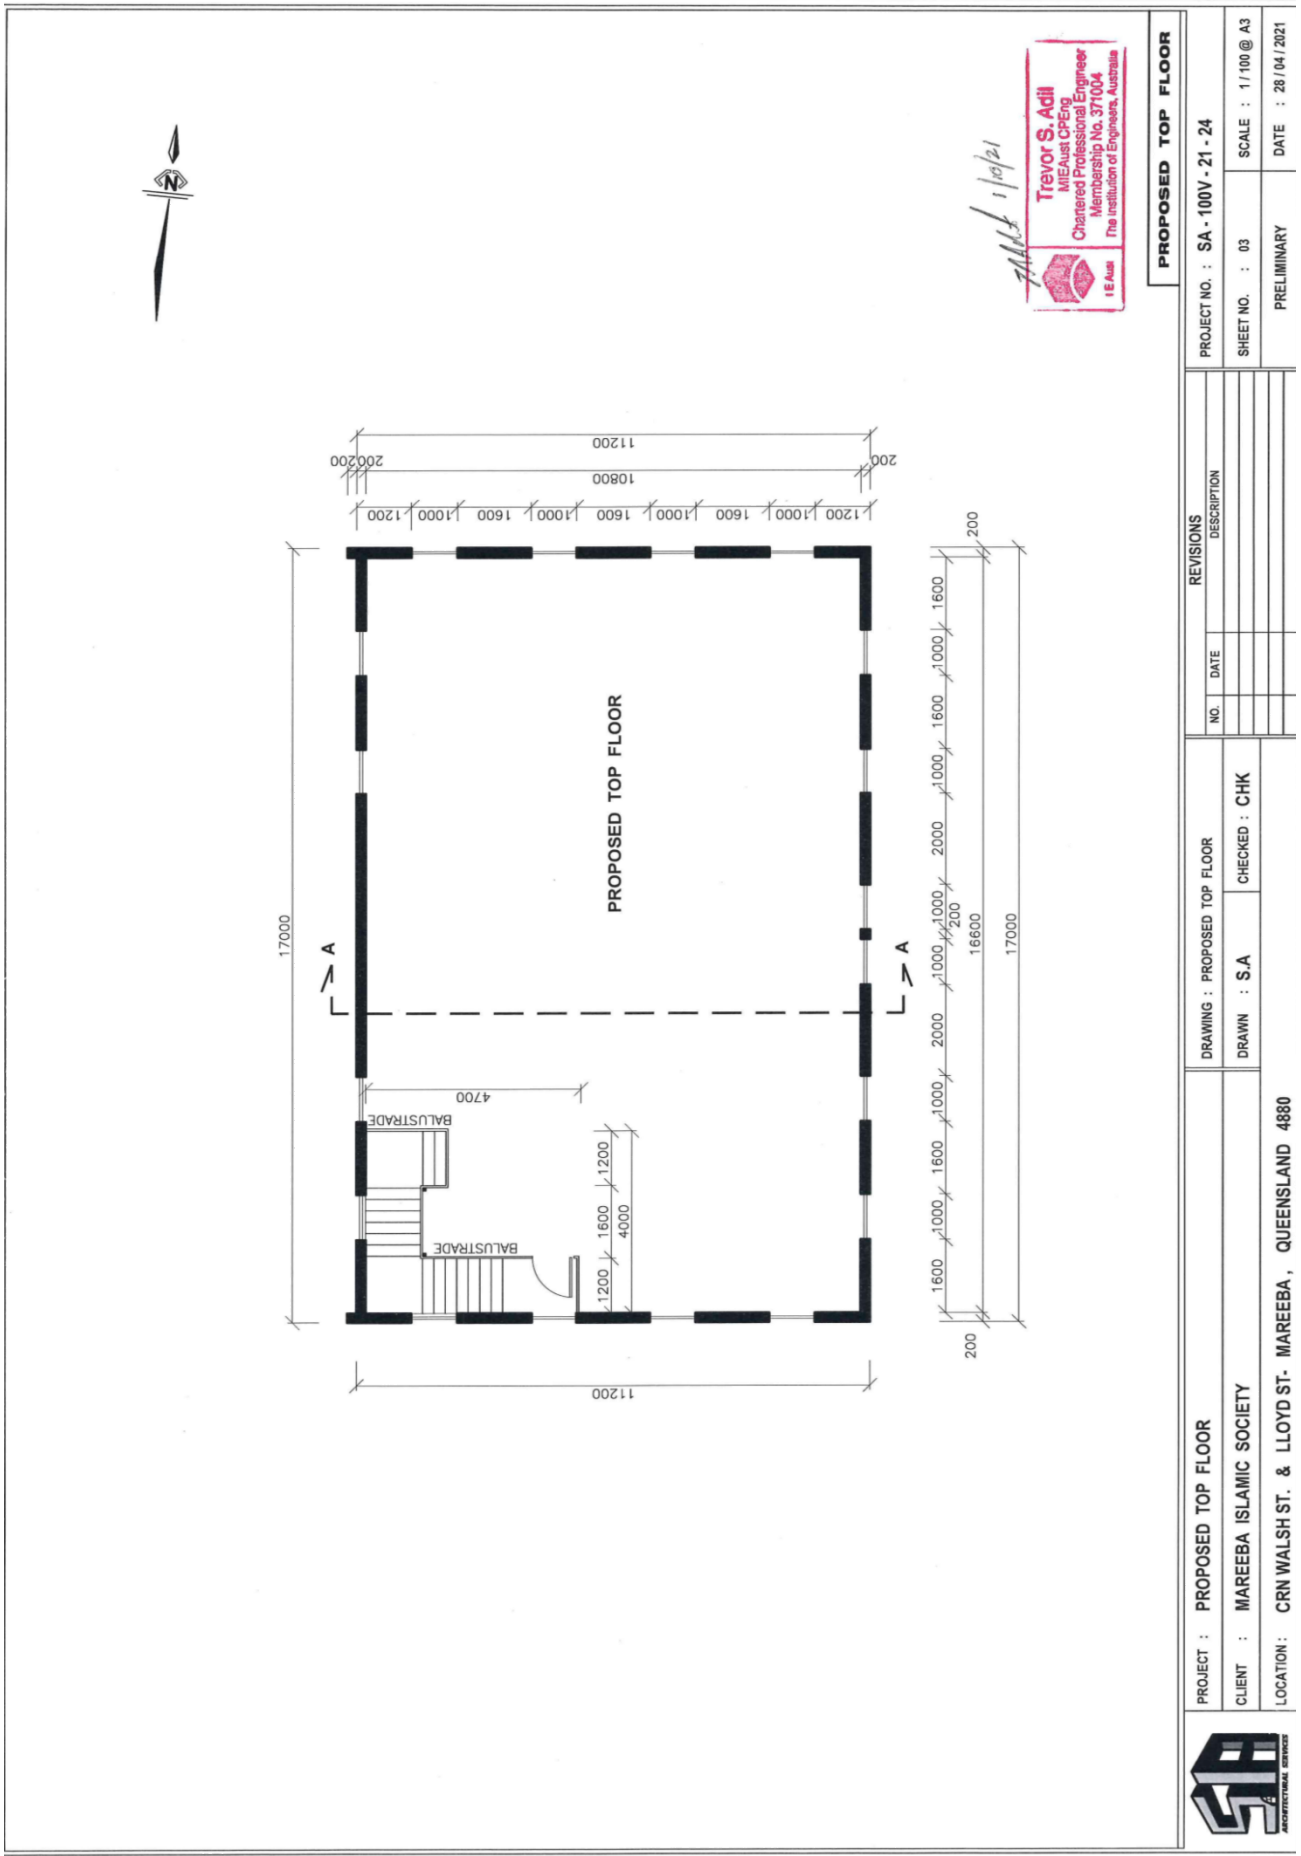 N
17000
11200
4700
BALUSTRADE
BALUSTRADE
1200
1600
1200
4000
A
A
PROPOSED TOP FLOOR
200
200
200
11200
10800
1200
1000
1600
1000
1600
1000
1600
1000
1200
200
1600
1000
1600
1000
2000
1000
200
1000
2000
1000
1600
1000
1600
200
16600
17000
11200
1/10/21
Trevor S. Adil
MIEAust CPEng
Chartered Professional Engineer
Membership No. 371004
The Institution of Engineers, Australia
I E Aust
PROPOSED TOP FLOOR
ARCHITECTURAL SERVICES
PROJECT : PROPOSED TOP FLOOR
CLIENT : MAREEBA ISLAMIC SOCIETY
LOCATION : CRN WALSH ST. & LLOYD ST- MAREEBA , QUEENSLAND 4880
DRAWING : PROPOSED TOP FLOOR
DRAWN : S.A
CHECKED : CHK
REVISIONS
NO. DATE DESCRIPTION
PROJECT NO. : SA - 100V - 21 - 24
SHEET NO. : 03
SCALE : 1 / 100 @ A3
PRELIMINARY
DATE : 28 / 04 / 2021